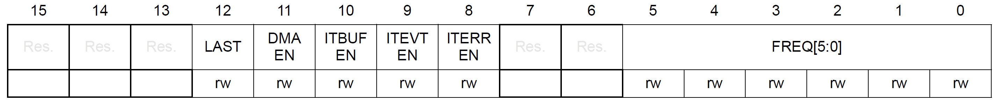 15 14 13 12 11 10 9 8 7 6 5 4 3 2 1 0
Res. Res. Res. LAST DMA EN ITBUF EN ITEVT EN ITERR EN Res. Res. FREQ[5:0]
rw rw rw rw rw rw rw rw rw rw rw